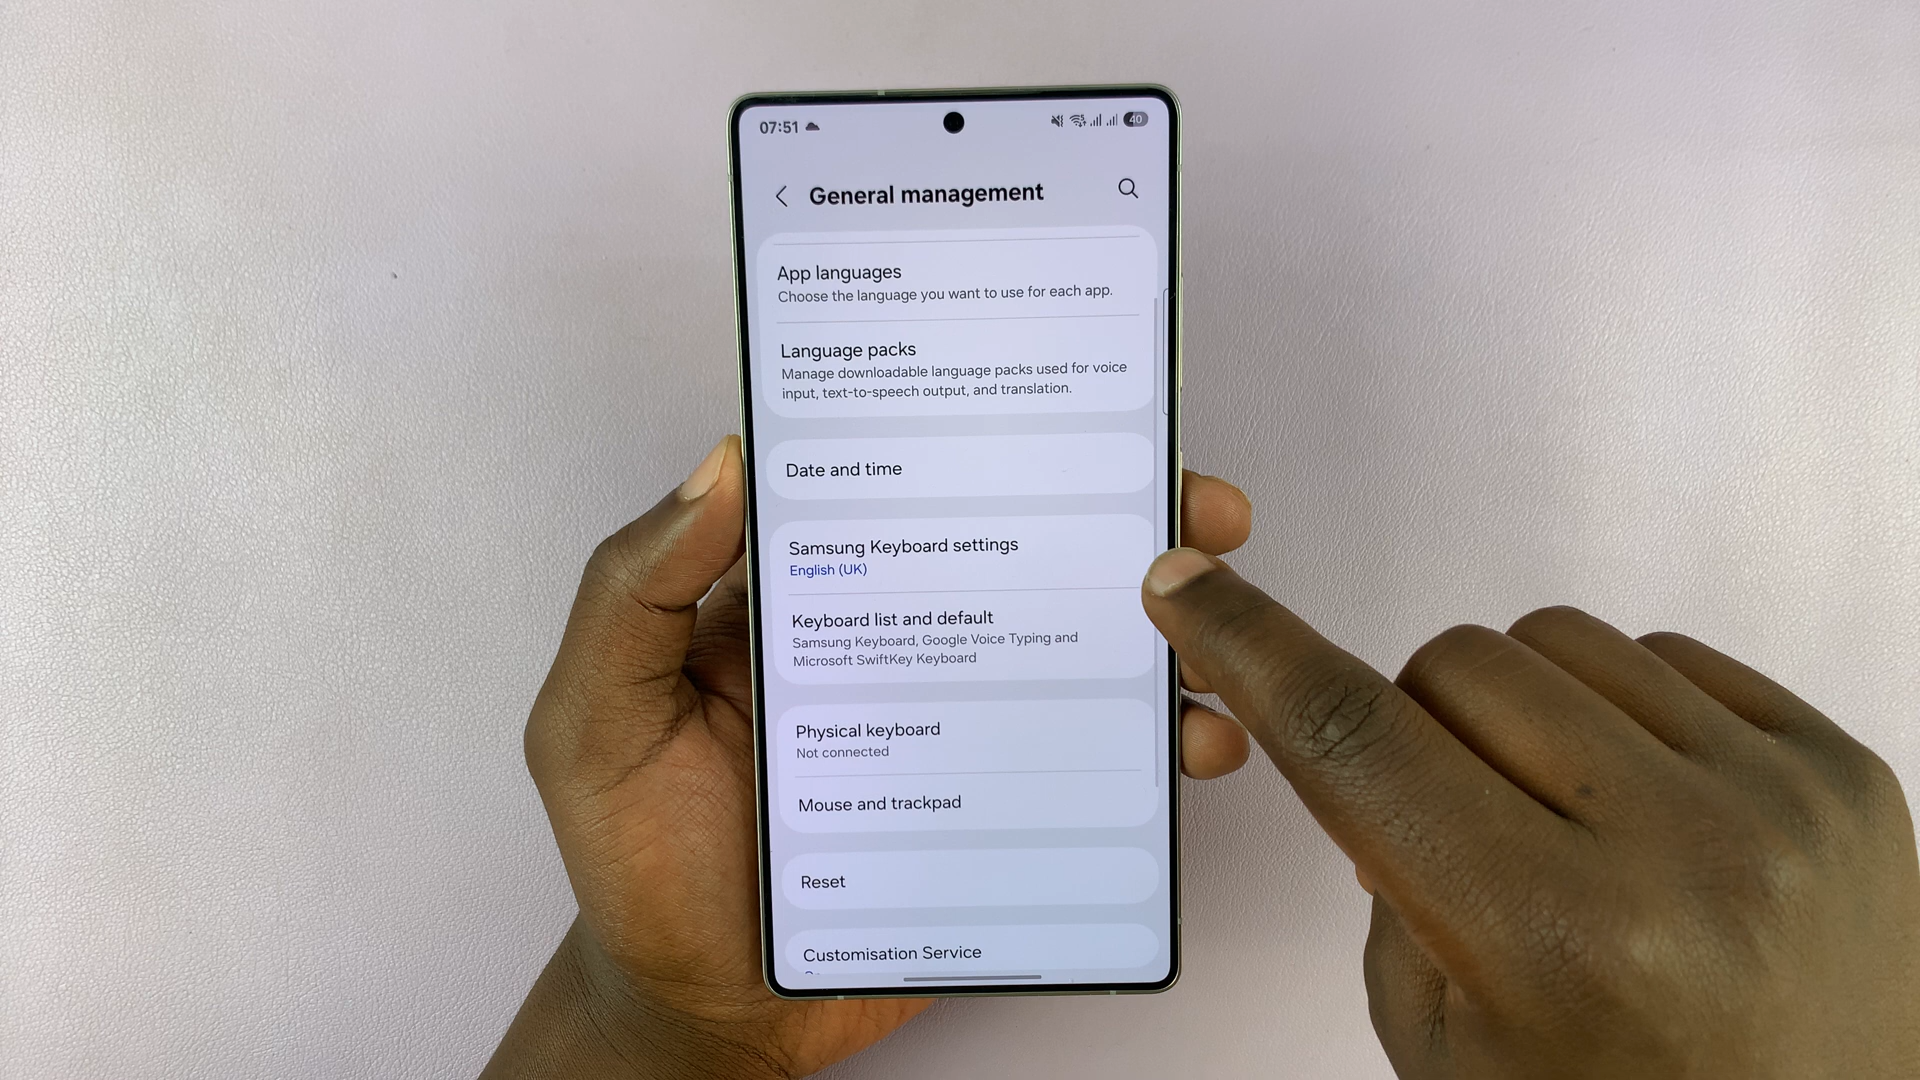 07:51
40
General management
App languages
Choose the language you want to use for each app.
Language packs
Manage downloadable language packs used for voice
input, text-to-speech output, and translation.
Date and time
Samsung Keyboard settings
English (UK)
Keyboard list and default
Samsung Keyboard, Google Voice Typing and
Microsoft SwiftKey Keyboard
Physical keyboard
Not connected
Mouse and trackpad
Reset
Customisation Service